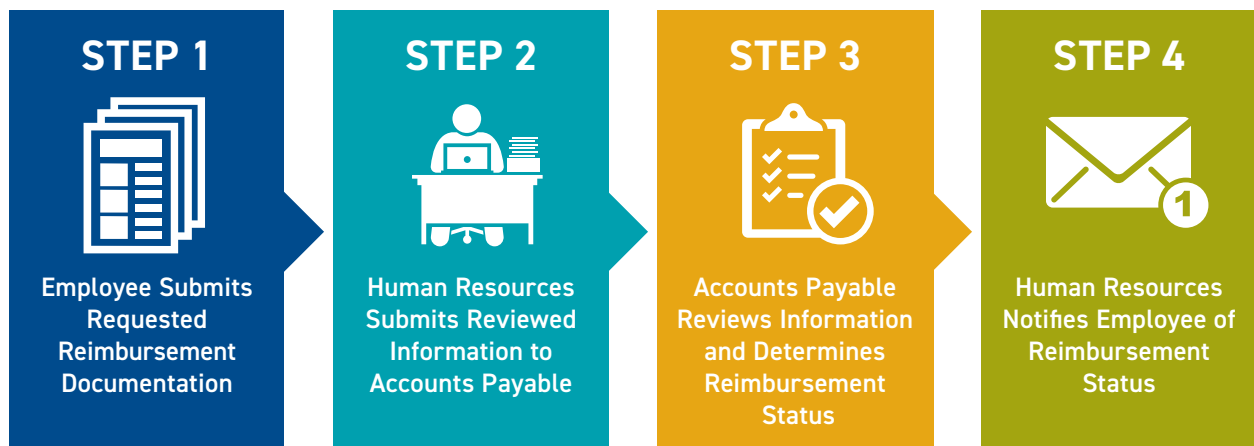 STEP 1
Employee Submits
Requested
Reimbursement
Documentation
STEP 2
Human Resources
Submits Reviewed
Information to
Accounts Payable
STEP 3
Accounts Payable
Reviews Information
and Determines
Reimbursement
Status
STEP 4
1
Human Resources
Notifies Employee of
Reimbursement
Status